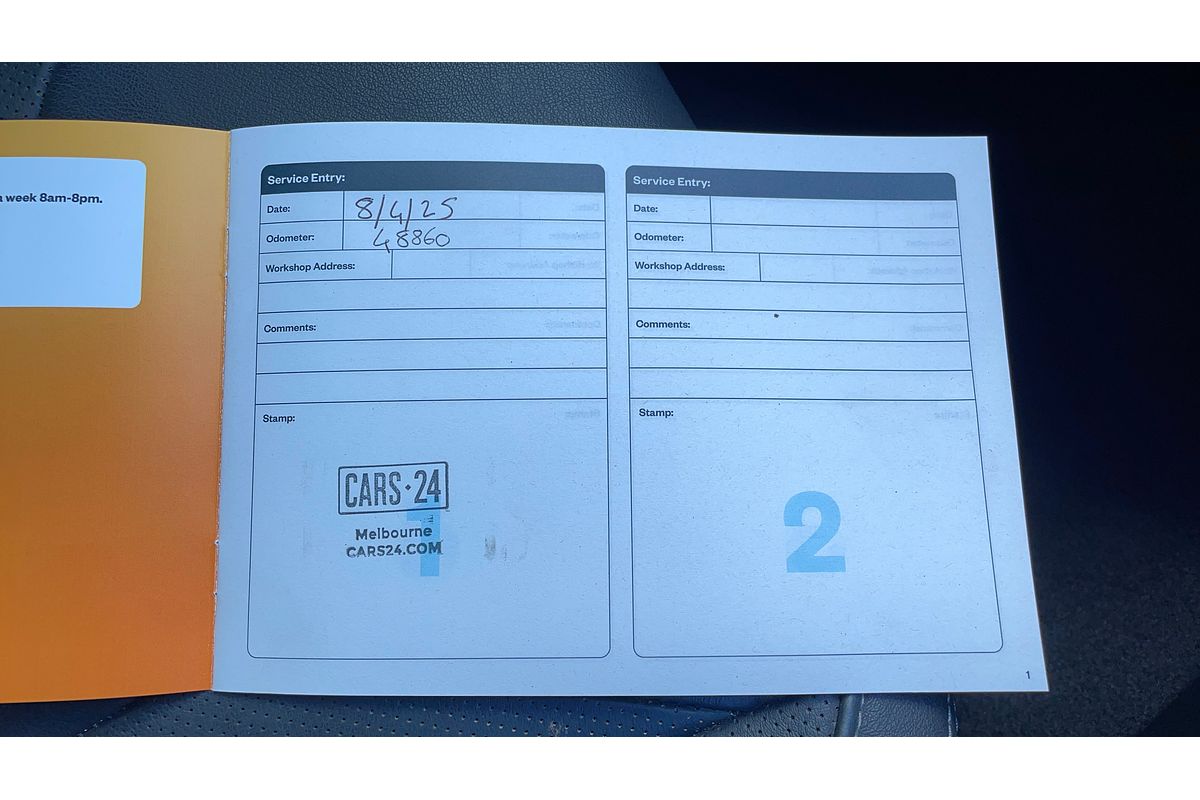 a week 8am-8pm.
Service Entry:
Date: 8/4/25
Odometer: 48860
Workshop Address:
Comments:
Stamp:
CARS·24
1
Melbourne
CARS24.COM
Service Entry:
Date:
Odometer:
Workshop Address:
Comments:
Stamp:
2
1